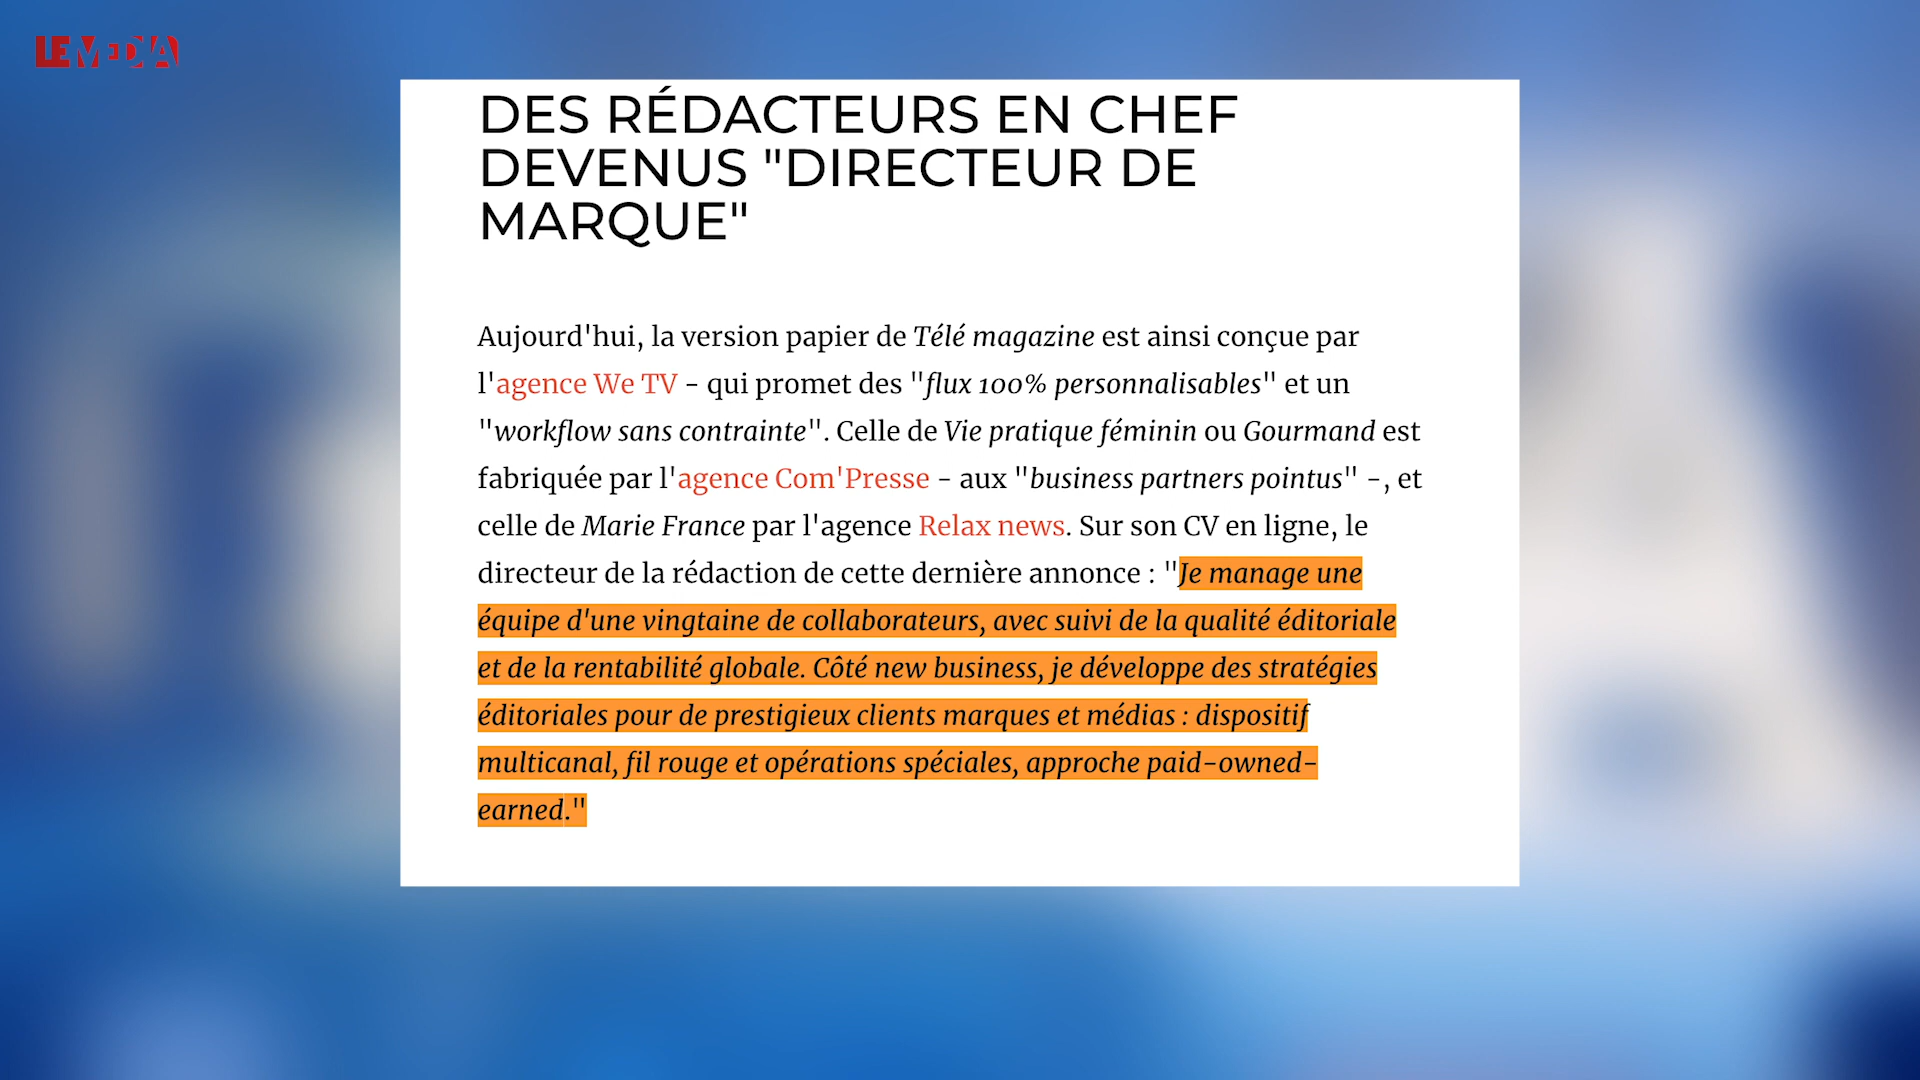 LE MEDIA
DES RÉDACTEURS EN CHEF
DEVENUS "DIRECTEUR DE
MARQUE"
Aujourd'hui, la version papier de Télé magazine est ainsi conçue par
l'agence We TV - qui promet des "flux 100% personnalisables" et un
"workflow sans contrainte". Celle de Vie pratique féminin ou Gourmand est
fabriquée par l'agence Com'Presse - aux "business partners pointus" -, et
celle de Marie France par l'agence Relax news. Sur son CV en ligne, le
directeur de la rédaction de cette dernière annonce : "Je manage une
équipe d'une vingtaine de collaborateurs, avec suivi de la qualité éditoriale
et de la rentabilité globale. Côté new business, je développe des stratégies
éditoriales pour de prestigieux clients marques et médias : dispositif
multicanal, fil rouge et opérations spéciales, approche paid-owned-
earned."